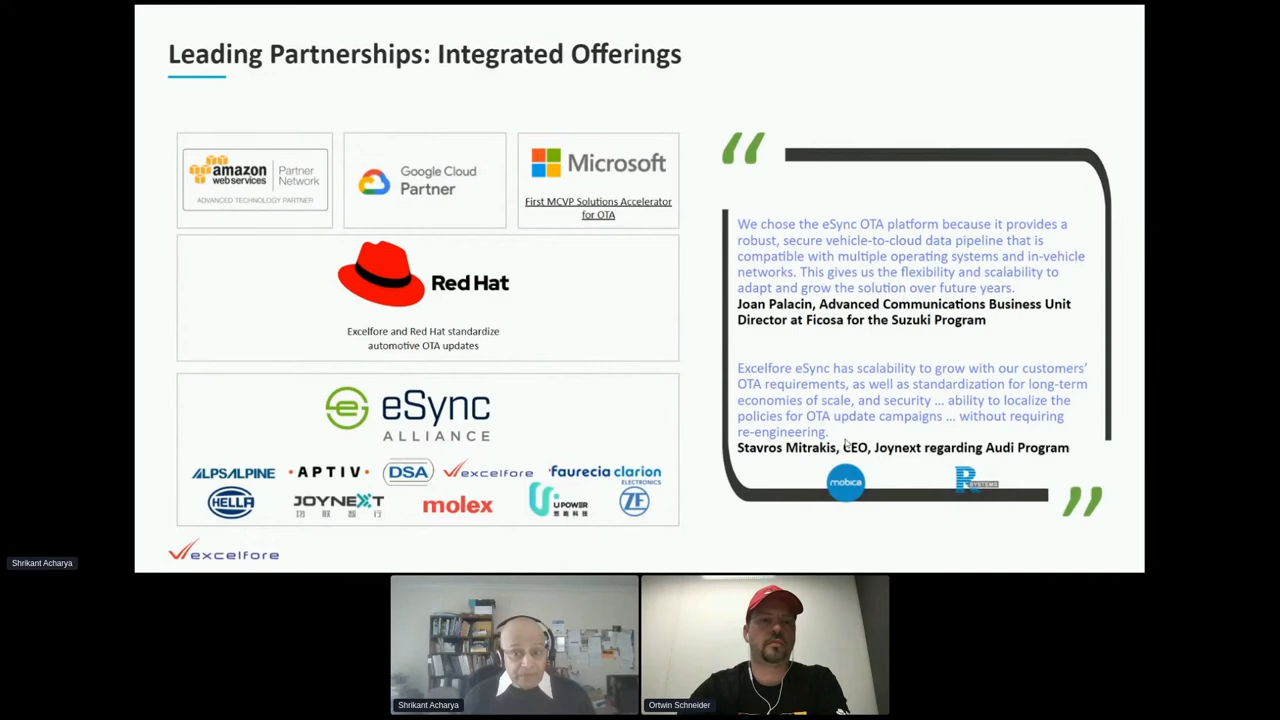 Leading Partnerships: Integrated Offerings
amazon
webservices
Partner
Network
ADVANCED TECHNOLOGY PARTNER
Google Cloud
Partner
Microsoft
First MCVP Solutions Accelerator
for OTA
Red Hat
Excelfore and Red Hat standardize
automotive OTA updates
eSync
ALLIANCE
ALPSALPINE
• APTIV •
DSA
excelfore
faurecia clarion
ELECTRONICS
HELLA
JOYNEXT
molex
U POWER
ZF
excelfore
“
We chose the eSync OTA platform because it provides a
robust, secure vehicle-to-cloud data pipeline that is
compatible with multiple operating systems and in-vehicle
networks. This gives us the flexibility and scalability to
adapt and grow the solution over future years.
Joan Palacin, Advanced Communications Business Unit
Director at Ficosa for the Suzuki Program
Excelfore eSync has scalability to grow with our customers’
OTA requirements, as well as standardization for long-term
economies of scale, and security … ability to localize the
policies for OTA update campaigns … without requiring
re-engineering.
Stavros Mitrakis, CEO, Joynext regarding Audi Program
mobica
R SYSTEMS
”
Shrikant Acharya
Shrikant Acharya
Ortwin Schneider